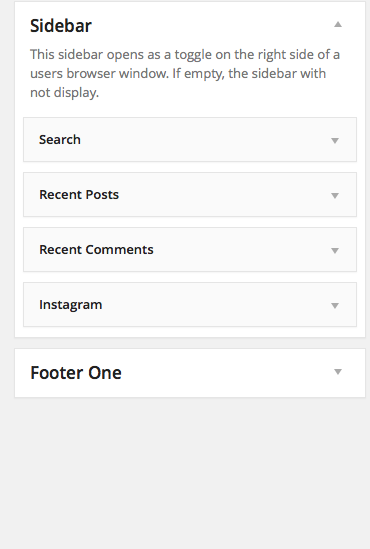 Sidebar
This sidebar opens as a toggle on the right side of a
users browser window. If empty, the sidebar with
not display.
Search
Recent Posts
Recent Comments
Instagram
Footer One